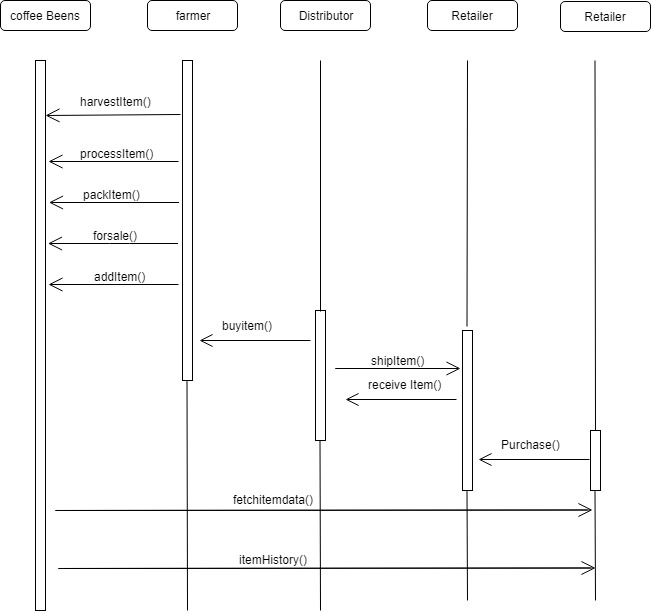 coffee Beens
farmer
Distributor
Retailer
Retailer
harvestItem()
processItem()
packItem()
forsale()
addItem()
buyitem()
shipItem()
receive Item()
Purchase()
fetchitemdata()
itemHistory()